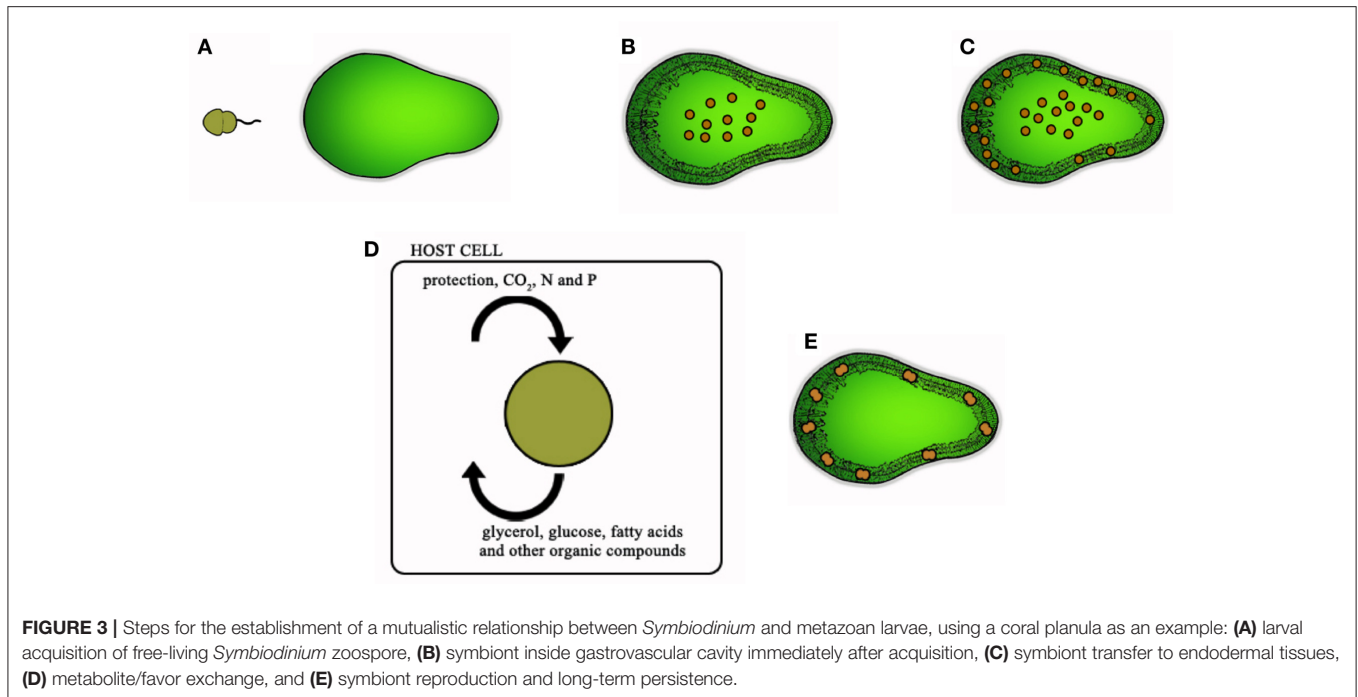 A
B
C
D
HOST CELL
protection, CO₂, N and P
glycerol, glucose, fatty acids
and other organic compounds
E
FIGURE 3 | Steps for the establishment of a mutualistic relationship between Symbiodinium and metazoan larvae, using a coral planula as an example: (A) larval
acquisition of free-living Symbiodinium zoospore, (B) symbiont inside gastrovascular cavity immediately after acquisition, (C) symbiont transfer to endodermal tissues,
(D) metabolite/favor exchange, and (E) symbiont reproduction and long-term persistence.